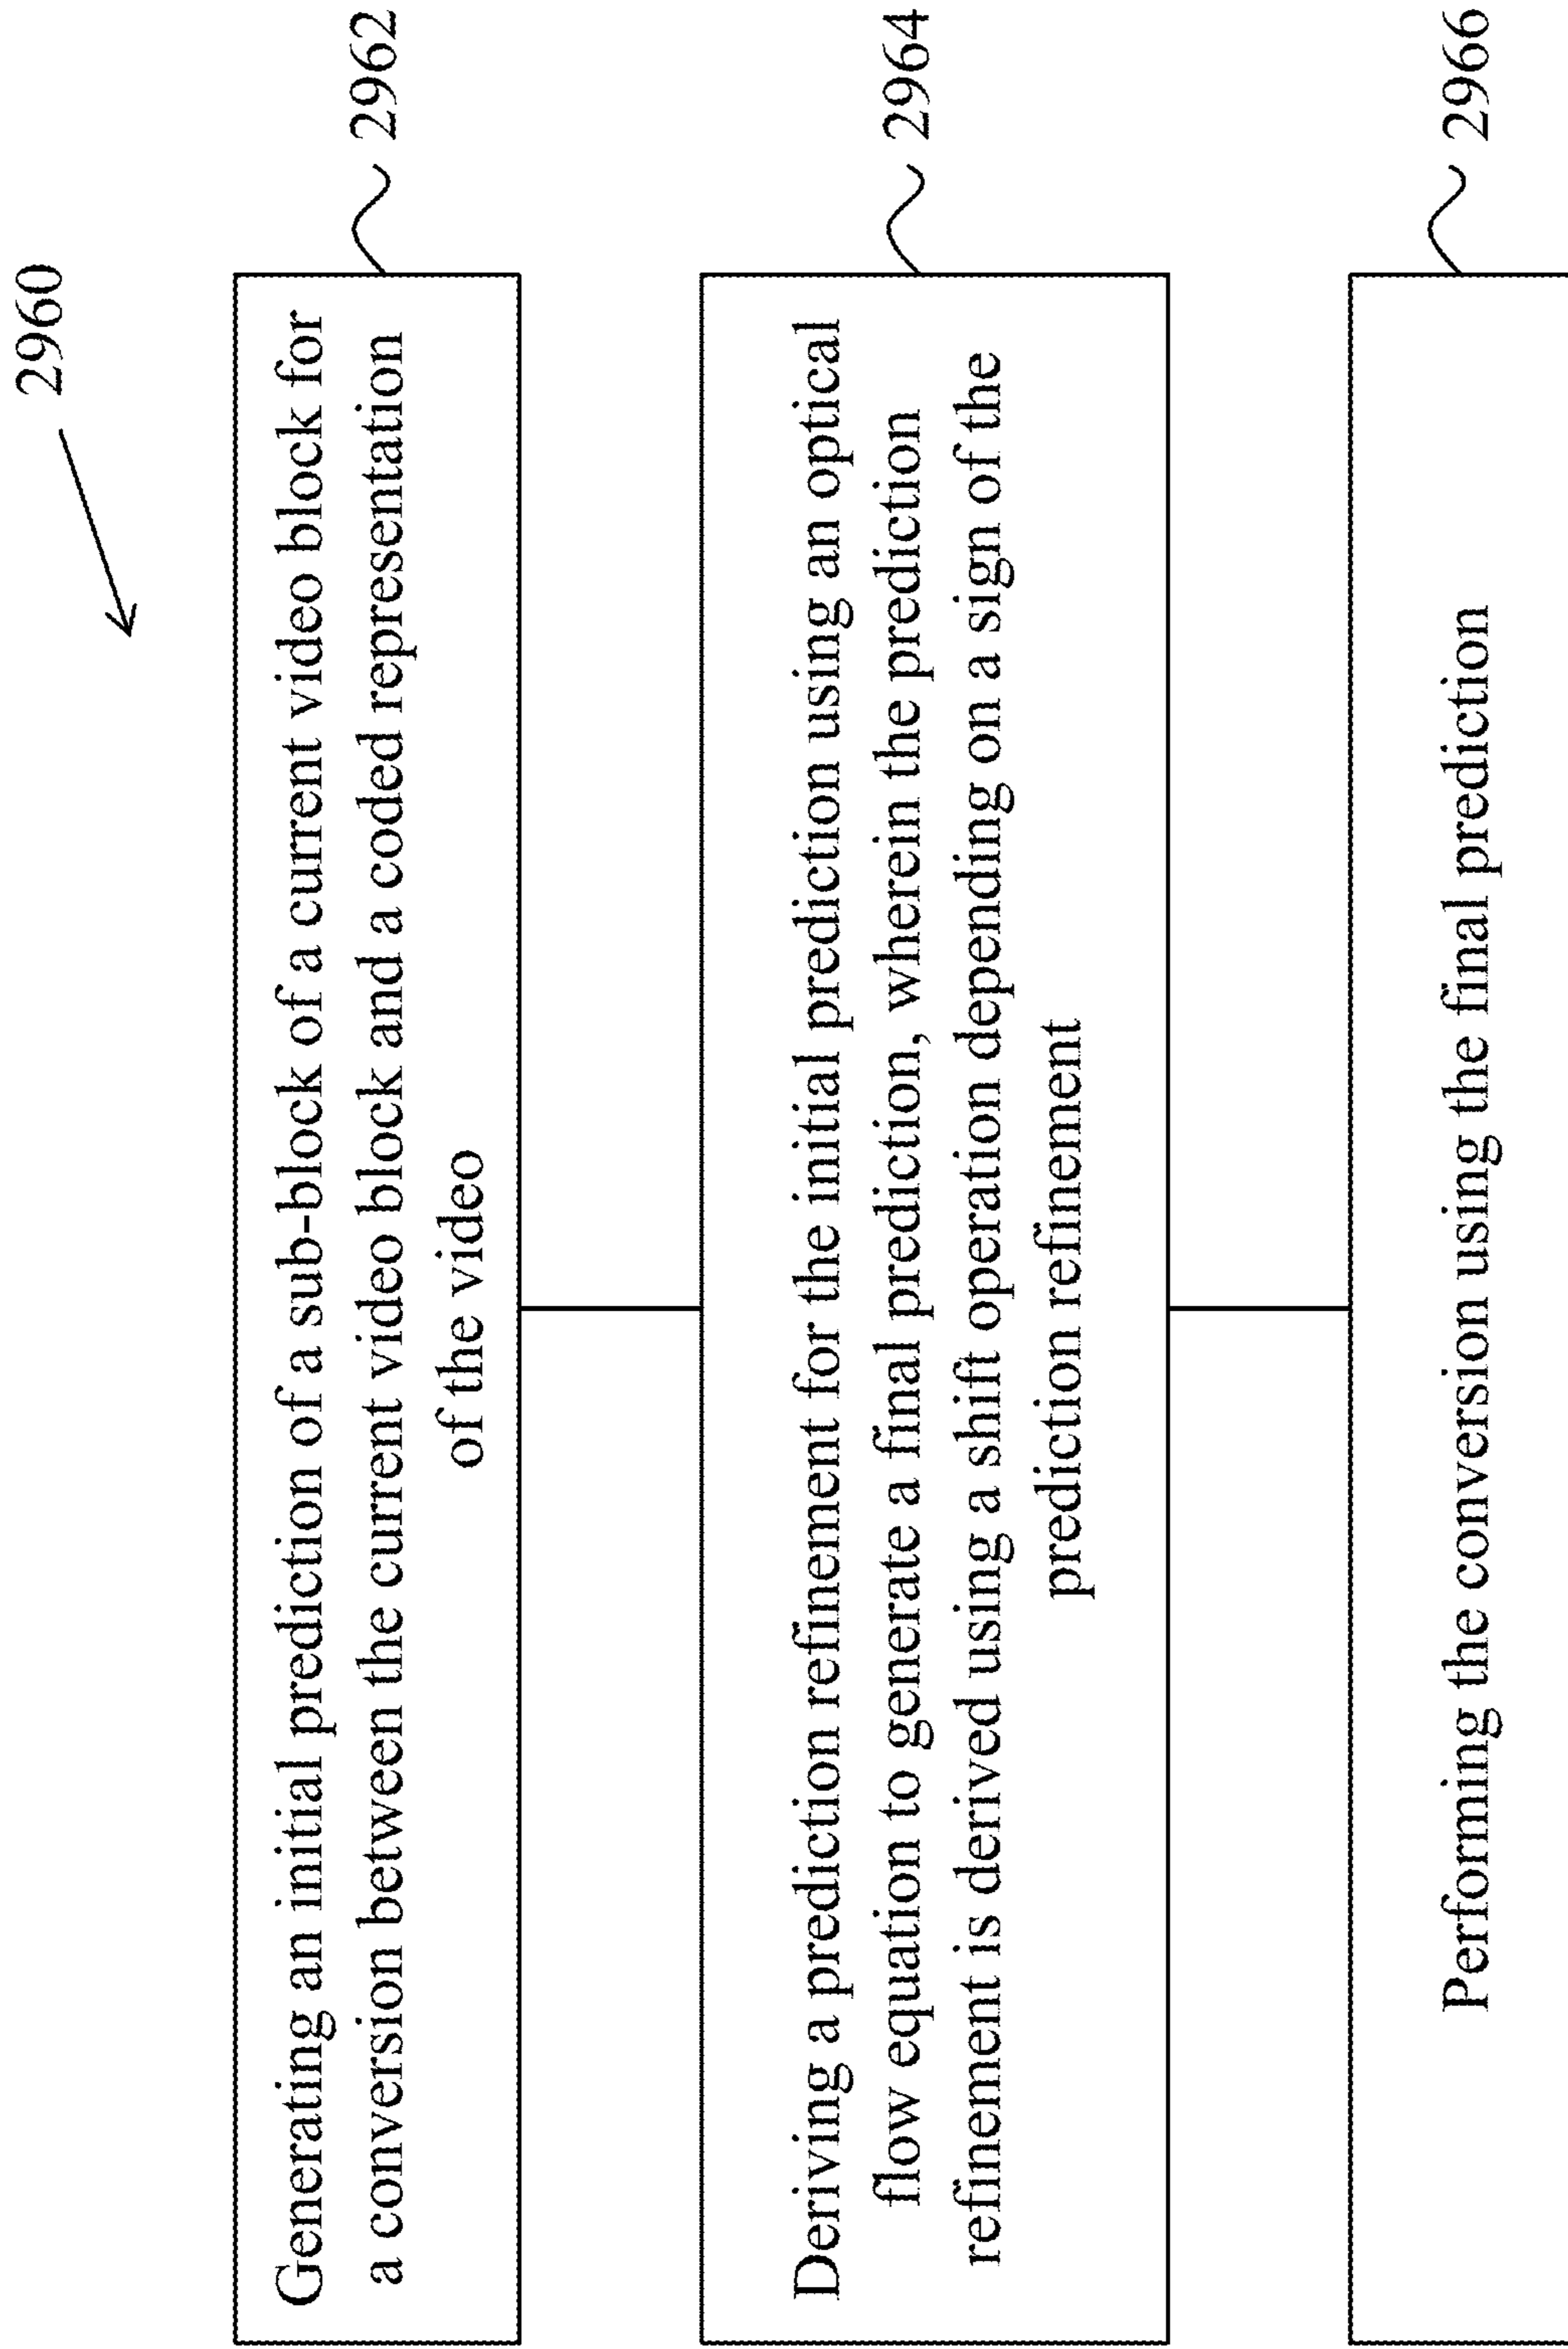 2960
Generating an initial prediction of a sub-block of a current video block for
a conversion between the current video block and a coded representation
of the video
2962
Deriving a prediction refinement for the initial prediction using an optical
flow equation to generate a final prediction, wherein the prediction
refinement is derived using a shift operation depending on a sign of the
prediction refinement
2964
Performing the conversion using the final prediction
2966